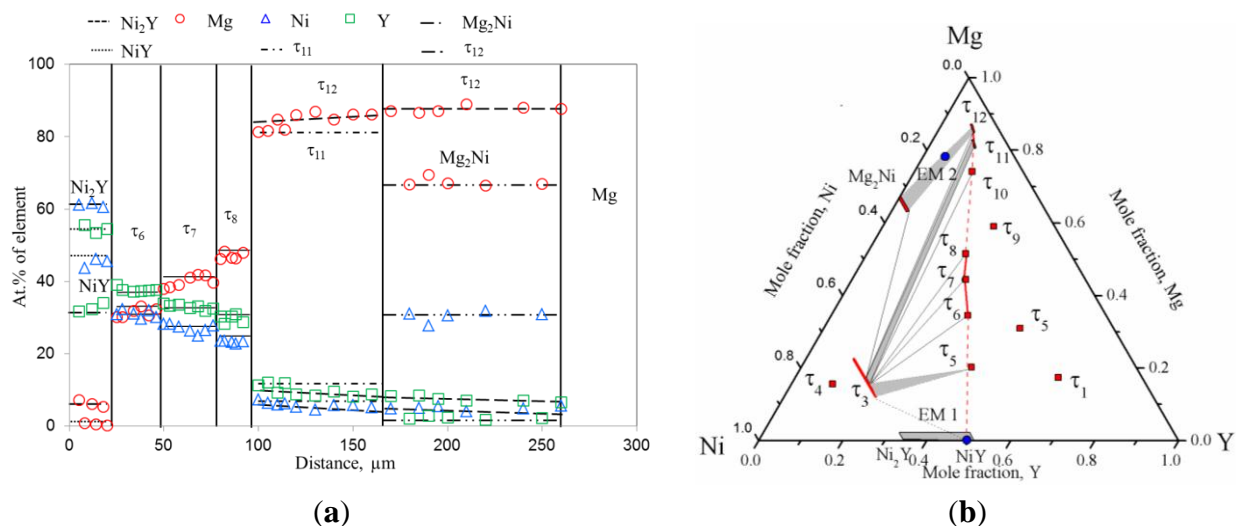 Ni₂Y Mg Ni Y Mg₂Ni
NiY τ₁₁ τ₁₂
At.% of element
100
80
60
40
20
0
0 50 100 150 200 250 300
Distance, µm
Ni₂Y
NiY
τ₆
τ₇
τ₈
τ₁₂
τ₁₁
τ₁₂
Mg₂Ni
Mg
(a)
Mg
0.0 1.0
τ₁₂
0.2 0.8
τ₁₁
EM 2
τ₁₀
Mg₂Ni
0.4 0.6
τ₉
τ₈
τ₇
0.6 0.4
τ₆
τ₅
τ₅
0.8 0.2
τ₄
τ₃
τ₁
EM 1
1.0 0.0
Ni Y
Ni₂Y NiY
0.0 0.2 0.4 0.6 0.8 1.0
Mole fraction, Y
Mole fraction, Ni
Mole fraction, Mg
(b)